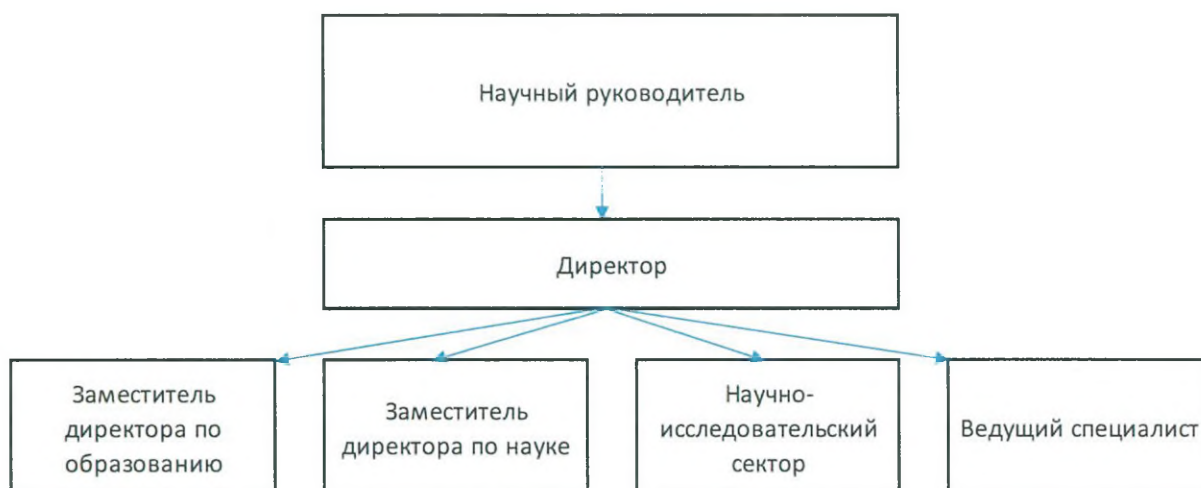 Научный руководитель
Директор
Заместитель
директора по
образованию
Заместитель
директора по науке
Научно-
исследовательский
сектор
Ведущий специалист